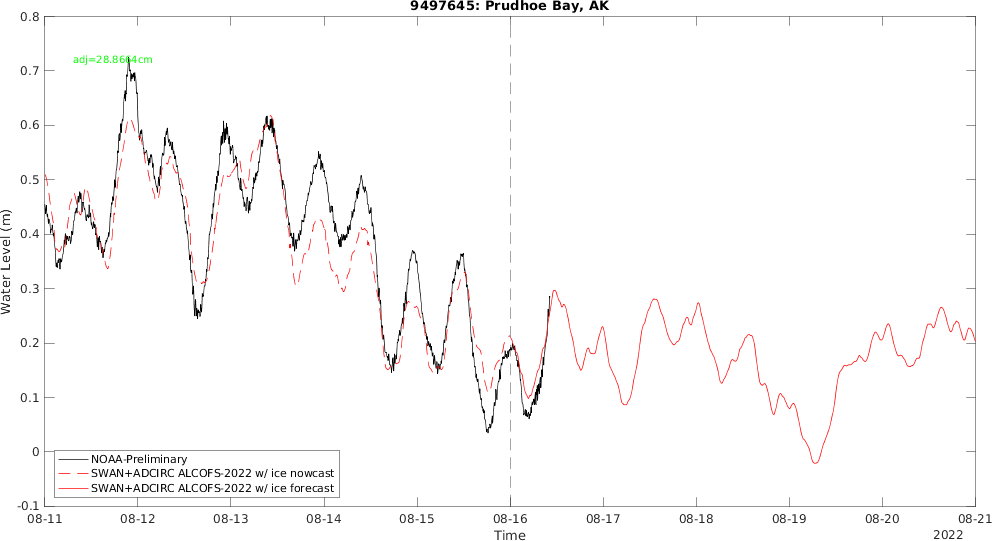 9497645: Prudhoe Bay, AK
0.8
0.7
0.6
0.5
0.4
0.3
0.2
0.1
0
-0.1
Water Level (m)
adj=28.8664cm
NOAA-Preliminary
SWAN+ADCIRC ALCOFS-2022 w/ ice nowcast
SWAN+ADCIRC ALCOFS-2022 w/ ice forecast
08-11 08-12 08-13 08-14 08-15 08-16 08-17 08-18 08-19 08-20 08-21
Time
2022